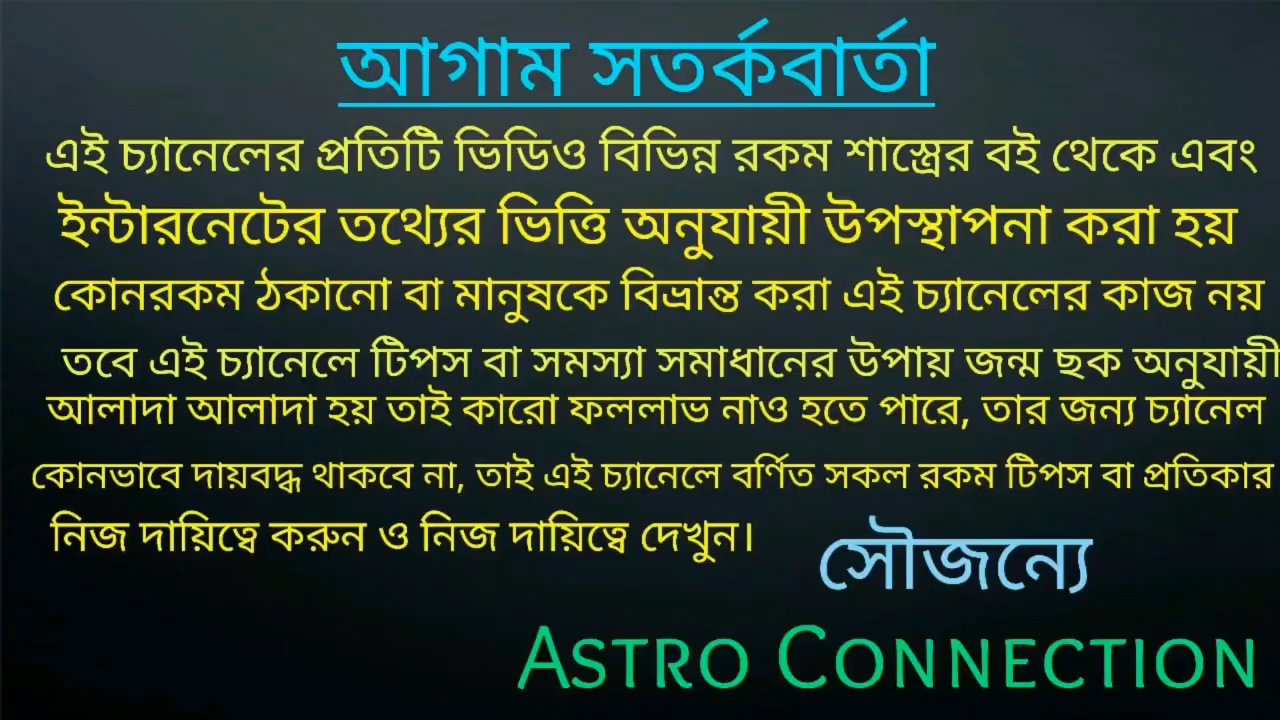 আগাম সতর্কবার্তা
এই চ্যানেলের প্রতিটি ভিডিও বিভিন্ন রকম শাস্ত্রের বই থেকে এবং
ইন্টারনেটের তথ্যের ভিত্তি অনুযায়ী উপস্থাপনা করা হয়
কোনরকম ঠকানো বা মানুষকে বিভ্রান্ত করা এই চ্যানেলের কাজ নয়
তবে এই চ্যানেলে টিপস বা সমস্যা সমাধানের উপায় জন্ম ছক অনুযায়ী
আলাদা আলাদা হয় তাই কারো ফললাভ নাও হতে পারে, তার জন্য চ্যানেল
কোনভাবে দায়বদ্ধ থাকবে না, তাই এই চ্যানেলে বর্ণিত সকল রকম টিপস বা প্রতিকার
নিজ দায়িত্বে করুন ও নিজ দায়িত্বে দেখুন।
সৌজন্যে
ASTRO CONNECTION